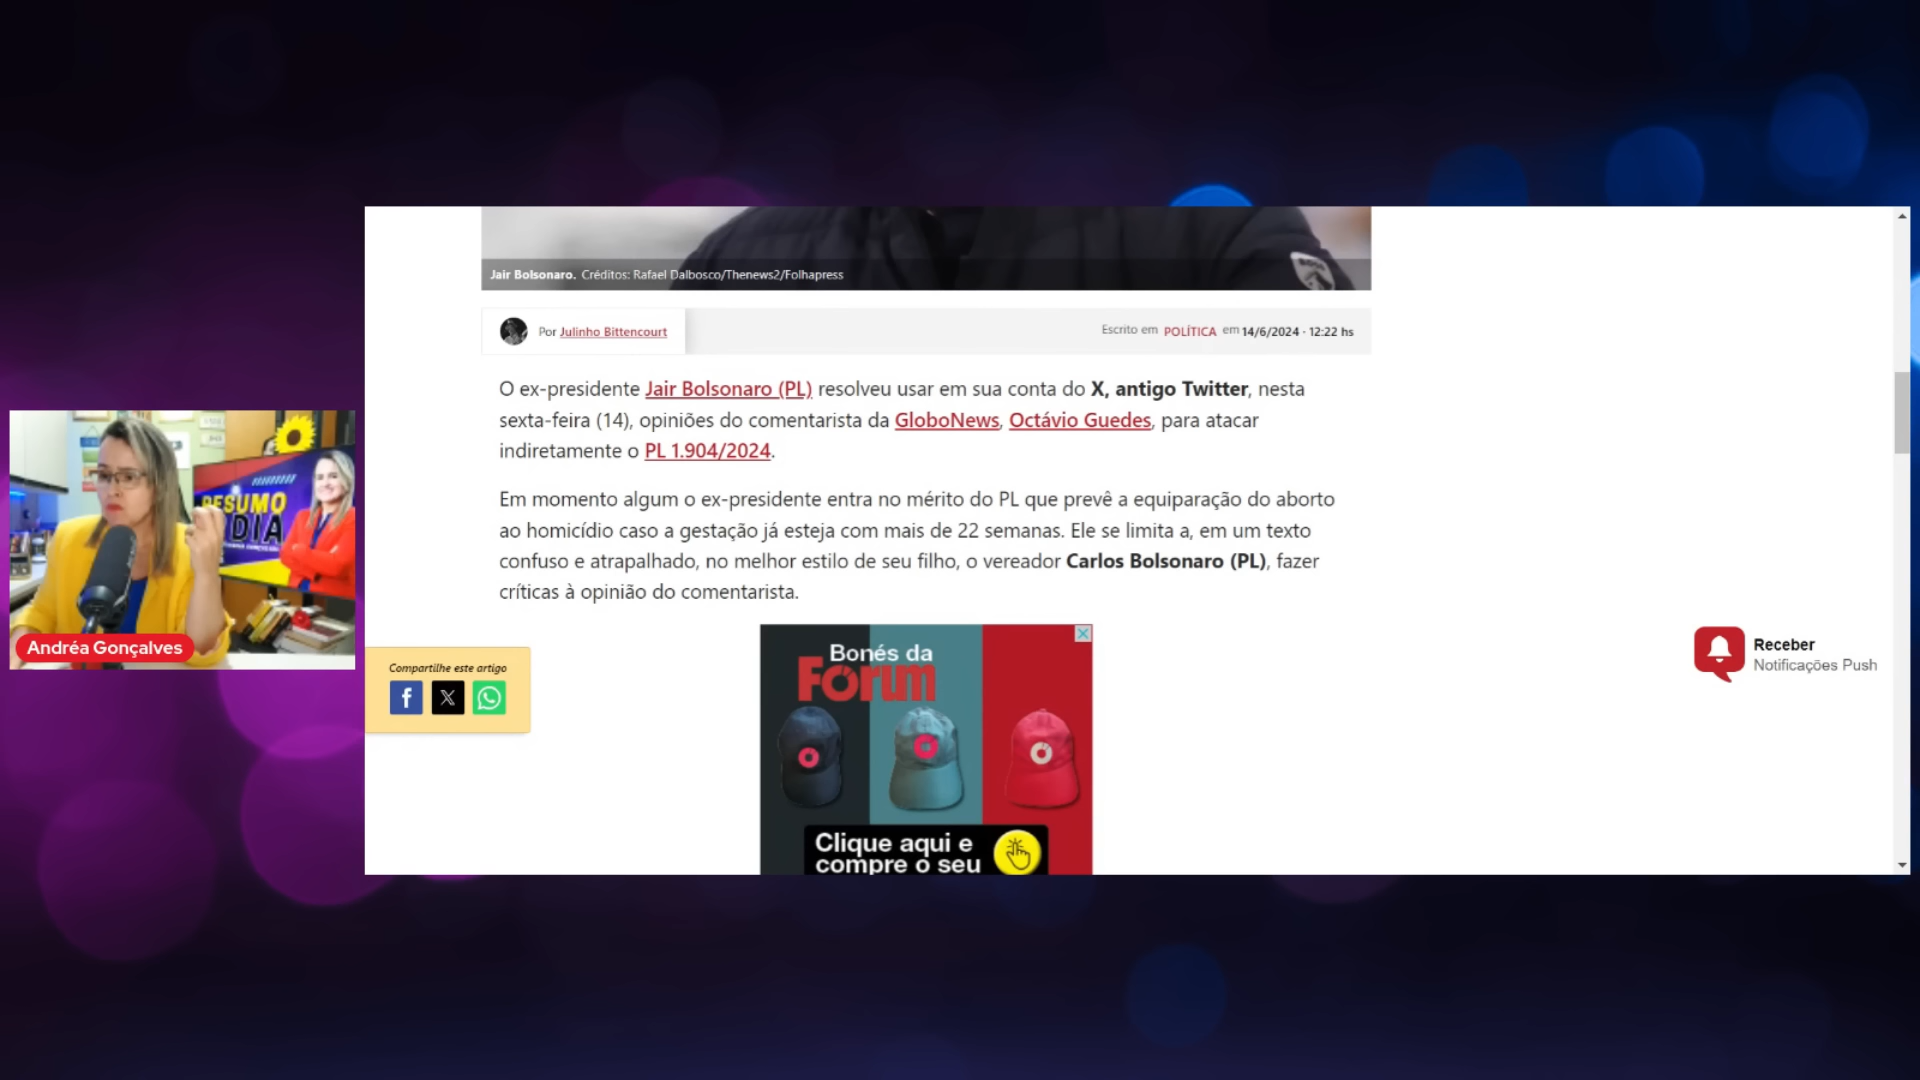 Jair Bolsonaro. Créditos: Rafael Dalbosco/Thenews2/Folhapress
Por Julinho Bittencourt
Escrito em POLÍTICA em 14/6/2024 · 12:22 hs
O ex-presidente Jair Bolsonaro (PL) resolveu usar em sua conta do X, antigo Twitter, nesta
sexta-feira (14), opiniões do comentarista da GloboNews, Octávio Guedes, para atacar
indiretamente o PL 1.904/2024.
Em momento algum o ex-presidente entra no mérito do PL que prevê a equiparação do aborto
ao homicídio caso a gestação já esteja com mais de 22 semanas. Ele se limita a, em um texto
confuso e atrapalhado, no melhor estilo de seu filho, o vereador Carlos Bolsonaro (PL), fazer
críticas à opinião do comentarista.
RESUMO
DIA
Andréa Gonçalves
Compartilhe este artigo
Bonés da
Fórum
Clique aqui e
compre o seu
Receber
Notificações Push